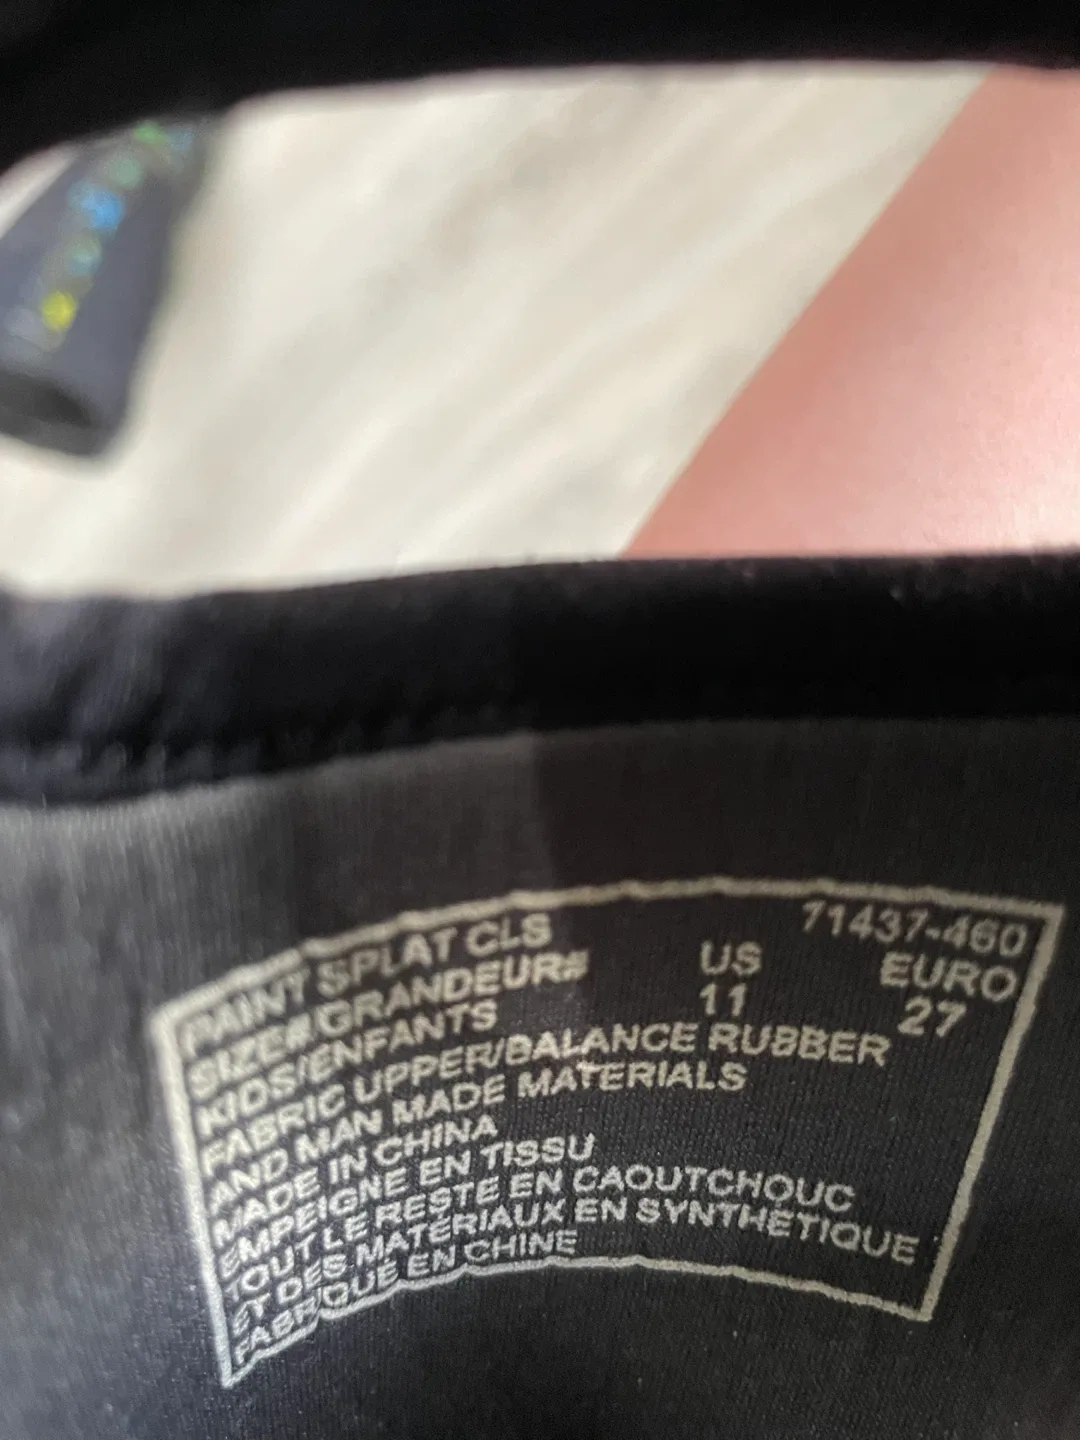 71437-460
PAINT SPLAT CLS
SIZE#/GRANDEUR# US EURO
KIDS/ENFANTS 11 27
FABRIC UPPER/BALANCE RUBBER
AND MAN MADE MATERIALS
MADE IN CHINA
EMPEIGNE EN TISSU
TOUT LE RESTE EN CAOUTCHOUC
ET DES MATÉRIAUX EN SYNTHÉTIQUE
FABRIQUE EN CHINE